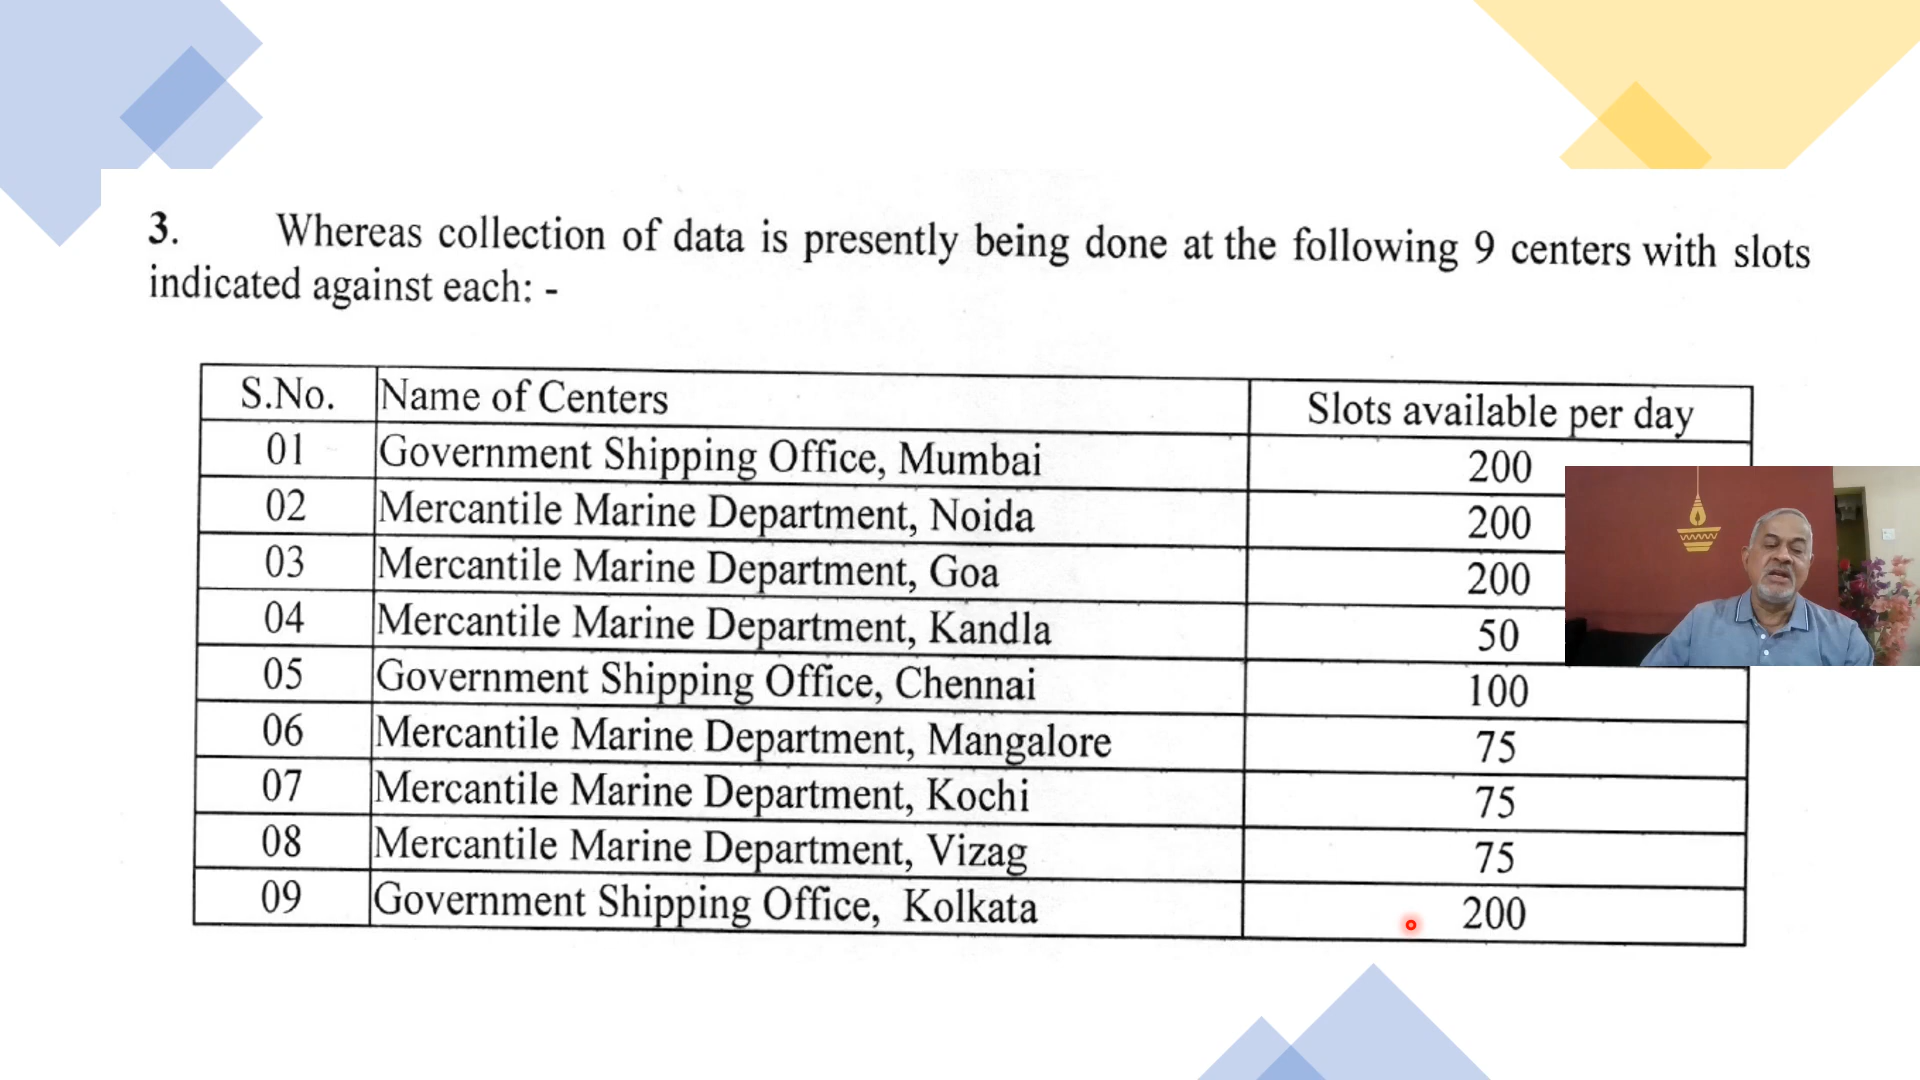 3. Whereas collection of data is presently being done at the following 9 centers with slots
indicated against each: -
S.No. Name of Centers Slots available per day
01 Government Shipping Office, Mumbai 200
02 Mercantile Marine Department, Noida 200
03 Mercantile Marine Department, Goa 200
04 Mercantile Marine Department, Kandla 50
05 Government Shipping Office, Chennai 100
06 Mercantile Marine Department, Mangalore 75
07 Mercantile Marine Department, Kochi 75
08 Mercantile Marine Department, Vizag 75
09 Government Shipping Office, Kolkata 200